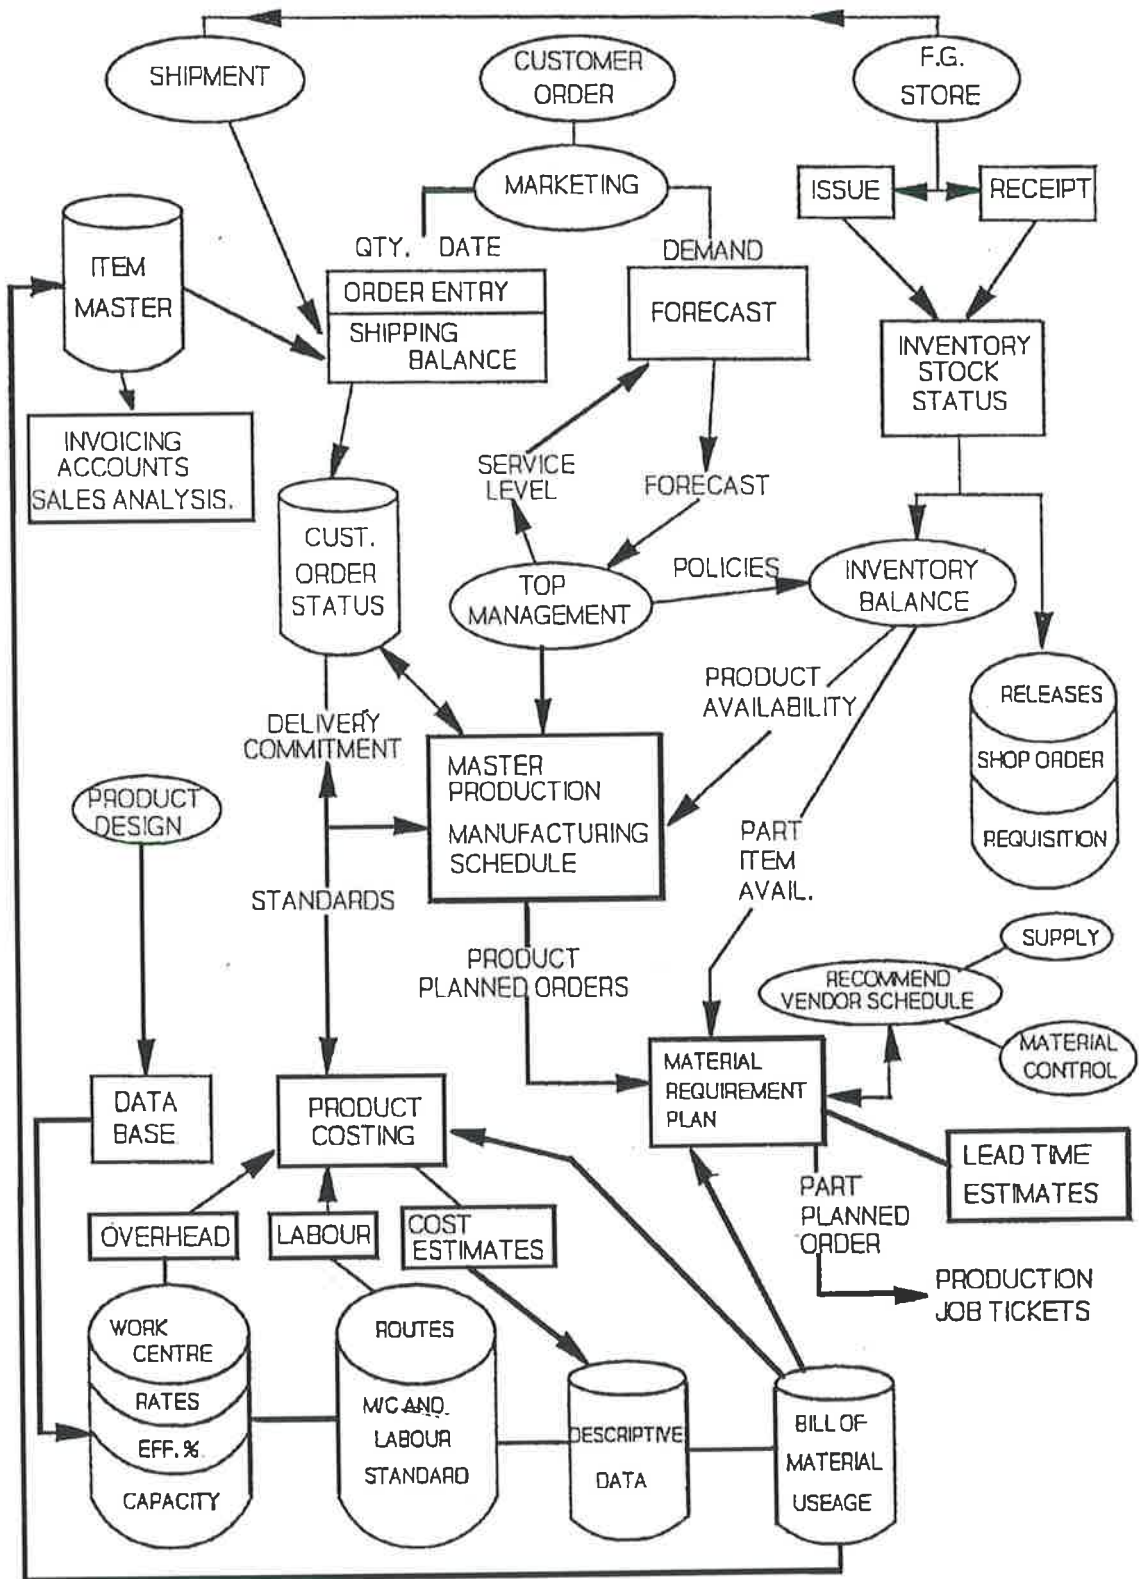 SHIPMENT
CUSTOMER
ORDER
F.G.
STORE
MARKETING
ISSUE
RECEIPT
ITEM
MASTER
QTY. DATE
ORDER ENTRY
SHIPPING
BALANCE
DEMAND
FORECAST
INVENTORY
STOCK
STATUS
INVOICING
ACCOUNTS
SALES ANALYSIS.
SERVICE
LEVEL
FORECAST
CUST.
ORDER
STATUS
TOP
MANAGEMENT
POLICIES
INVENTORY
BALANCE
PRODUCT
AVAILABILITY
RELEASES
SHOP ORDER
REQUISITION
DELIVERY
COMMITMENT
MASTER
PRODUCTION
MANUFACTURING
SCHEDULE
PRODUCT
DESIGN
PART
ITEM
AVAIL.
STANDARDS
PRODUCT
PLANNED ORDERS
SUPPLY
RECOMMEND
VENDOR SCHEDULE
MATERIAL
CONTROL
DATA
BASE
PRODUCT
COSTING
MATERIAL
REQUIREMENT
PLAN
LEAD TIME
ESTIMATES
OVERHEAD
LABOUR
COST
ESTIMATES
PART
PLANNED
ORDER
PRODUCTION
JOB TICKETS
WORK
CENTRE
RATES
EFF. %
CAPACITY
ROUTES
M/C AND
LABOUR
STANDARD
DESCRIPTIVE
DATA
BILL OF
MATERIAL
USEAGE